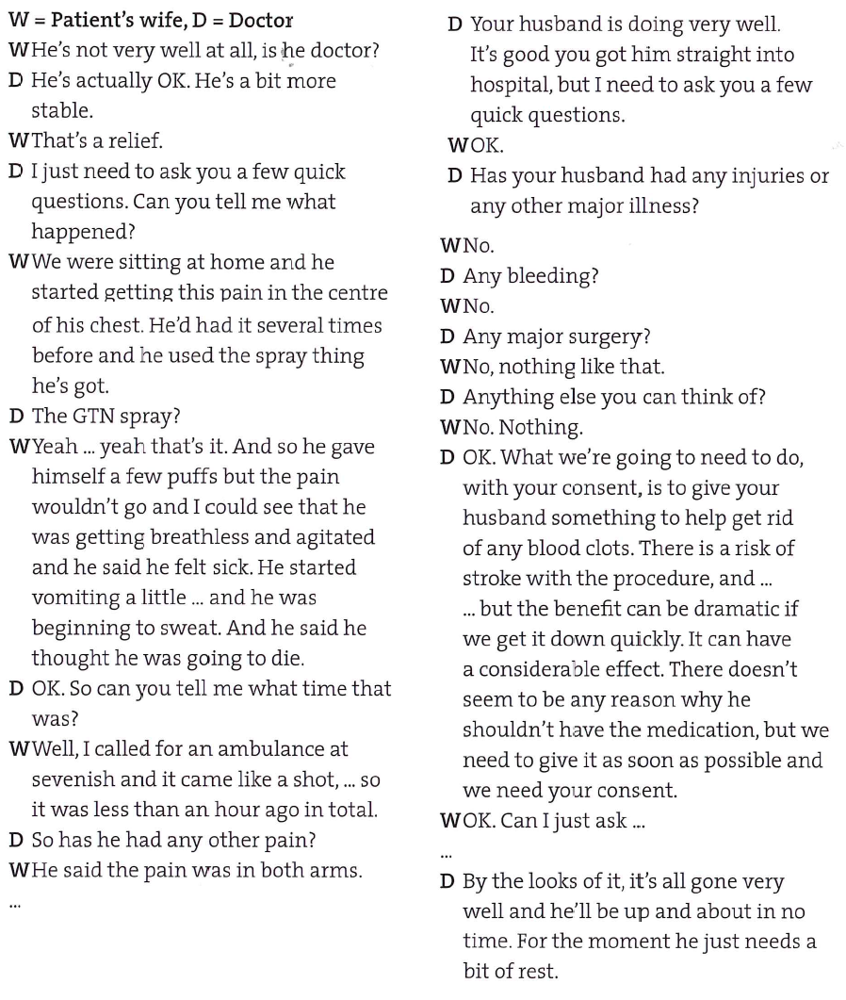 W = Patient's wife, D = Doctor
W He's not very well at all, is he doctor?
D He's actually OK. He's a bit more
stable.
W That's a relief.
D I just need to ask you a few quick
questions. Can you tell me what
happened?
W We were sitting at home and he
started getting this pain in the centre
of his chest. He'd had it several times
before and he used the spray thing
he's got.
D The GTN spray?
W Yeah ... yeah that's it. And so he gave
himself a few puffs but the pain
wouldn't go and I could see that he
was getting breathless and agitated
and he said he felt sick. He started
vomiting a little ... and he was
beginning to sweat. And he said he
thought he was going to die.
D OK. So can you tell me what time that
was?
W Well, I called for an ambulance at
sevenish and it came like a shot, ... so
it was less than an hour ago in total.
D So has he had any other pain?
W He said the pain was in both arms.
...
D Your husband is doing very well.
It's good you got him straight into
hospital, but I need to ask you a few
quick questions.
W OK.
D Has your husband had any injuries or
any other major illness?
W No.
D Any bleeding?
W No.
D Any major surgery?
W No, nothing like that.
D Anything else you can think of?
W No. Nothing.
D OK. What we're going to need to do,
with your consent, is to give your
husband something to help get rid
of any blood clots. There is a risk of
stroke with the procedure, and ...
... but the benefit can be dramatic if
we get it down quickly. It can have
a considerable effect. There doesn't
seem to be any reason why he
shouldn't have the medication, but we
need to give it as soon as possible and
we need your consent.
W OK. Can I just ask ...
...
D By the looks of it, it's all gone very
well and he'll be up and about in no
time. For the moment he just needs a
bit of rest.